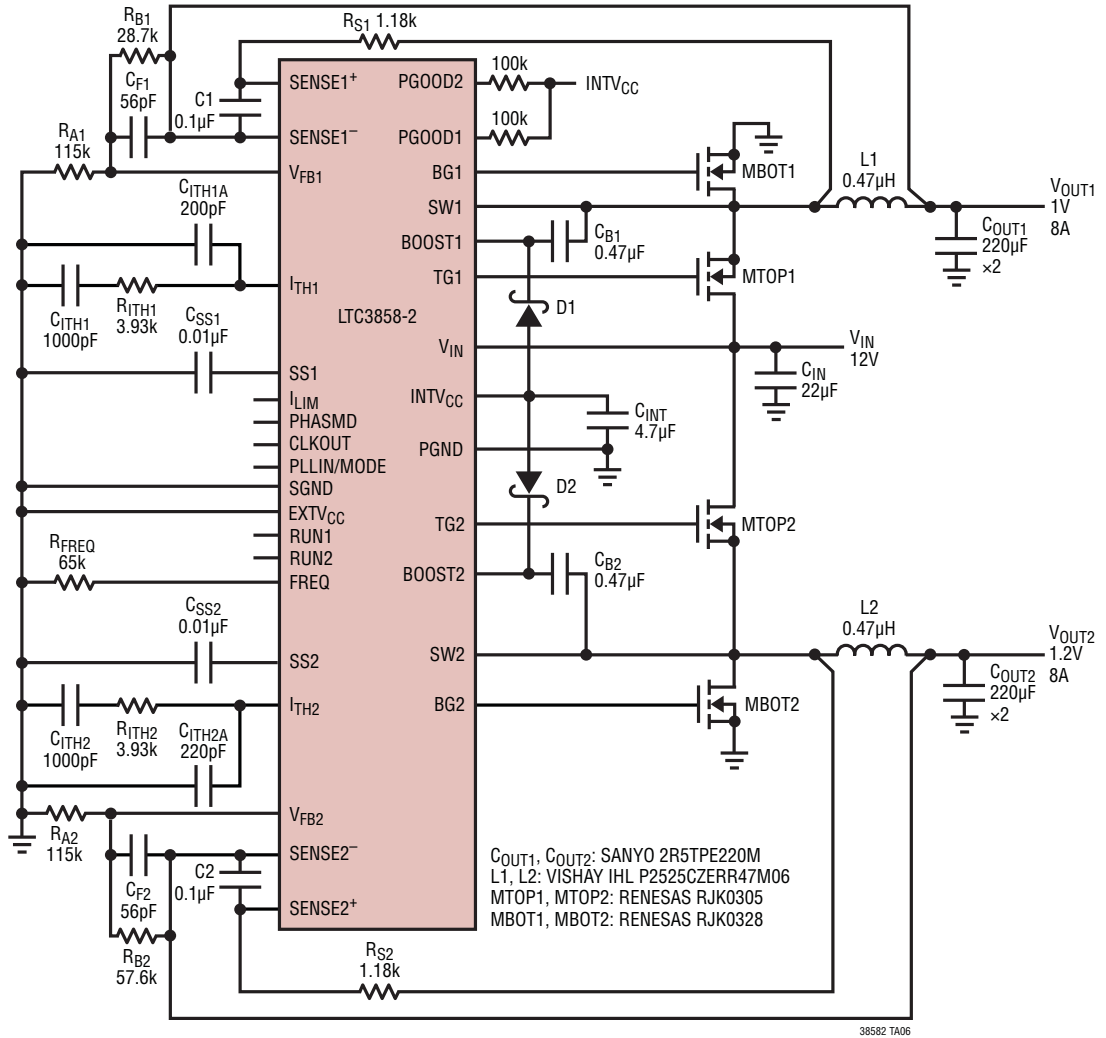 RB1
28.7k
CF1
56pF
RA1
115k
C1
0.1µF
RS1 1.18k
CITH1A
200pF
CITH1
1000pF
RITH1
3.93k
CSS1
0.01µF
RFREQ
65k
CSS2
0.01µF
CITH2
1000pF
RITH2
3.93k
CITH2A
220pF
RA2
115k
CF2
56pF
C2
0.1µF
RB2
57.6k
RS2
1.18k
SENSE1+
SENSE1–
VFB1
ITH1
LTC3858-2
SS1
ILIM
PHASMD
CLKOUT
PLLIN/MODE
SGND
EXTVCC
RUN1
RUN2
FREQ
SS2
ITH2
VFB2
SENSE2–
SENSE2+
PGOOD2
PGOOD1
BG1
SW1
BOOST1
TG1
VIN
INTVCC
PGND
TG2
BOOST2
SW2
BG2
100k
100k
INTVCC
MBOT1
L1
0.47µH
VOUT1
1V
8A
COUT1
220µF
×2
CB1
0.47µF
MTOP1
D1
VIN
12V
CIN
22µF
CINT
4.7µF
D2
MTOP2
CB2
0.47µF
L2
0.47µH
VOUT2
1.2V
8A
COUT2
220µF
×2
MBOT2
COUT1, COUT2: SANYO 2R5TPE220M
L1, L2: VISHAY IHL P2525CZERR47M06
MTOP1, MTOP2: RENESAS RJK0305
MBOT1, MBOT2: RENESAS RJK0328
38582 TA06